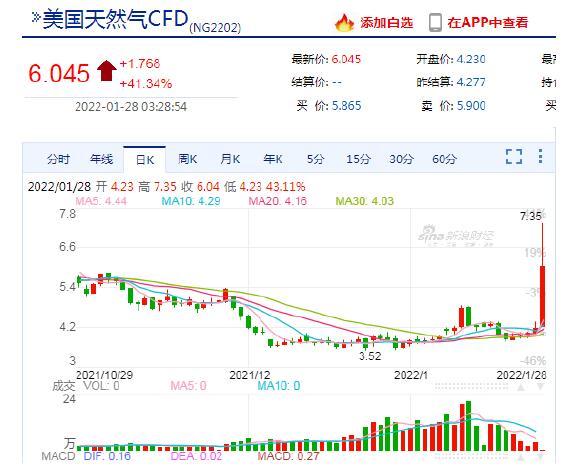 美国天然气CFD(NG2202) 添加自选 在APP中查看
6.045 +1.768 +41.34%
2022-01-28 03:28:54
最新价: 6.045 开盘价: 4.230
结算价: -- 昨结算: 4.277
买 价: 5.865 卖 价: 5.900
分时 年线 日K 周K 月K 年K 5分 15分 30分 60分
2022/01/28 开 4.23 高 7.35 收 6.04 低 4.23 43.11%
MA5: 4.44 MA10: 4.29 MA20: 4.16 MA30: 4.03
7.8
7.35
sina 新浪财经
6.6 19%
5.4 -3%
4.2
3.52
3 -46%
2021/10/29 2021/12 2022/1 2022/1/28
成交 VOL: 0 MA5: 0 MA10: 0
24
万
MACD DIF: 0.16 DEA: 0.02 MACD: 0.27